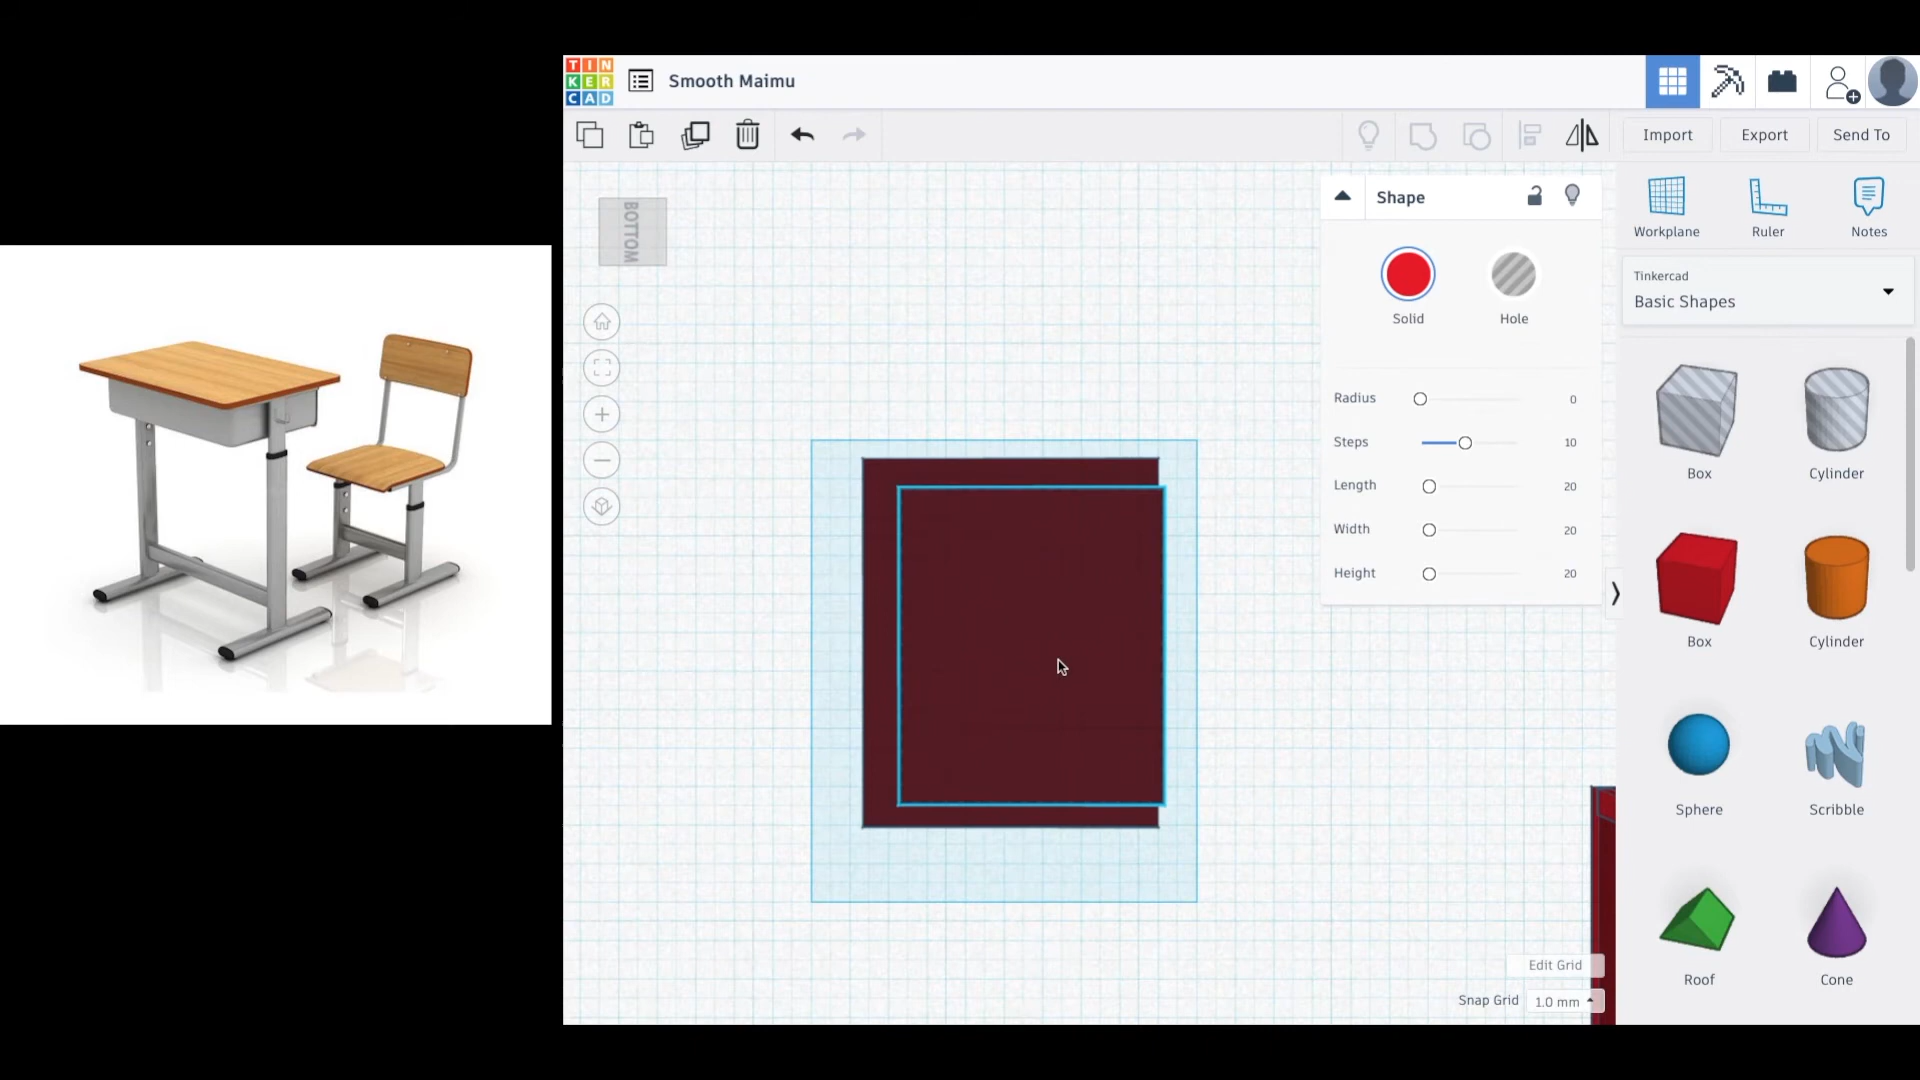 TIN
KER
CAD
Smooth Maimu
Import
Export
Send To
BOTTOM
Shape
Solid
Hole
Radius
0
Steps
10
Length
20
Width
20
Height
20
Workplane
Ruler
Notes
Tinkercad
Basic Shapes
Box
Cylinder
Box
Cylinder
Sphere
Scribble
Roof
Cone
Edit Grid
Snap Grid
1.0 mm